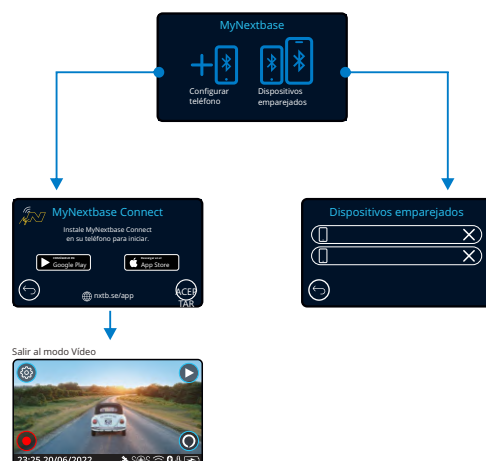 MyNextbase
Configurar
teléfono
Dispositivos
emparejados
MyNextbase Connect
Instale MyNextbase Connect
en su teléfono para iniciar.
Google Play
App Store
nxtb.se/app
ACEP
TAR
Dispositivos emparejados
Salir al modo Vídeo
23:25 20/06/2022
SOS